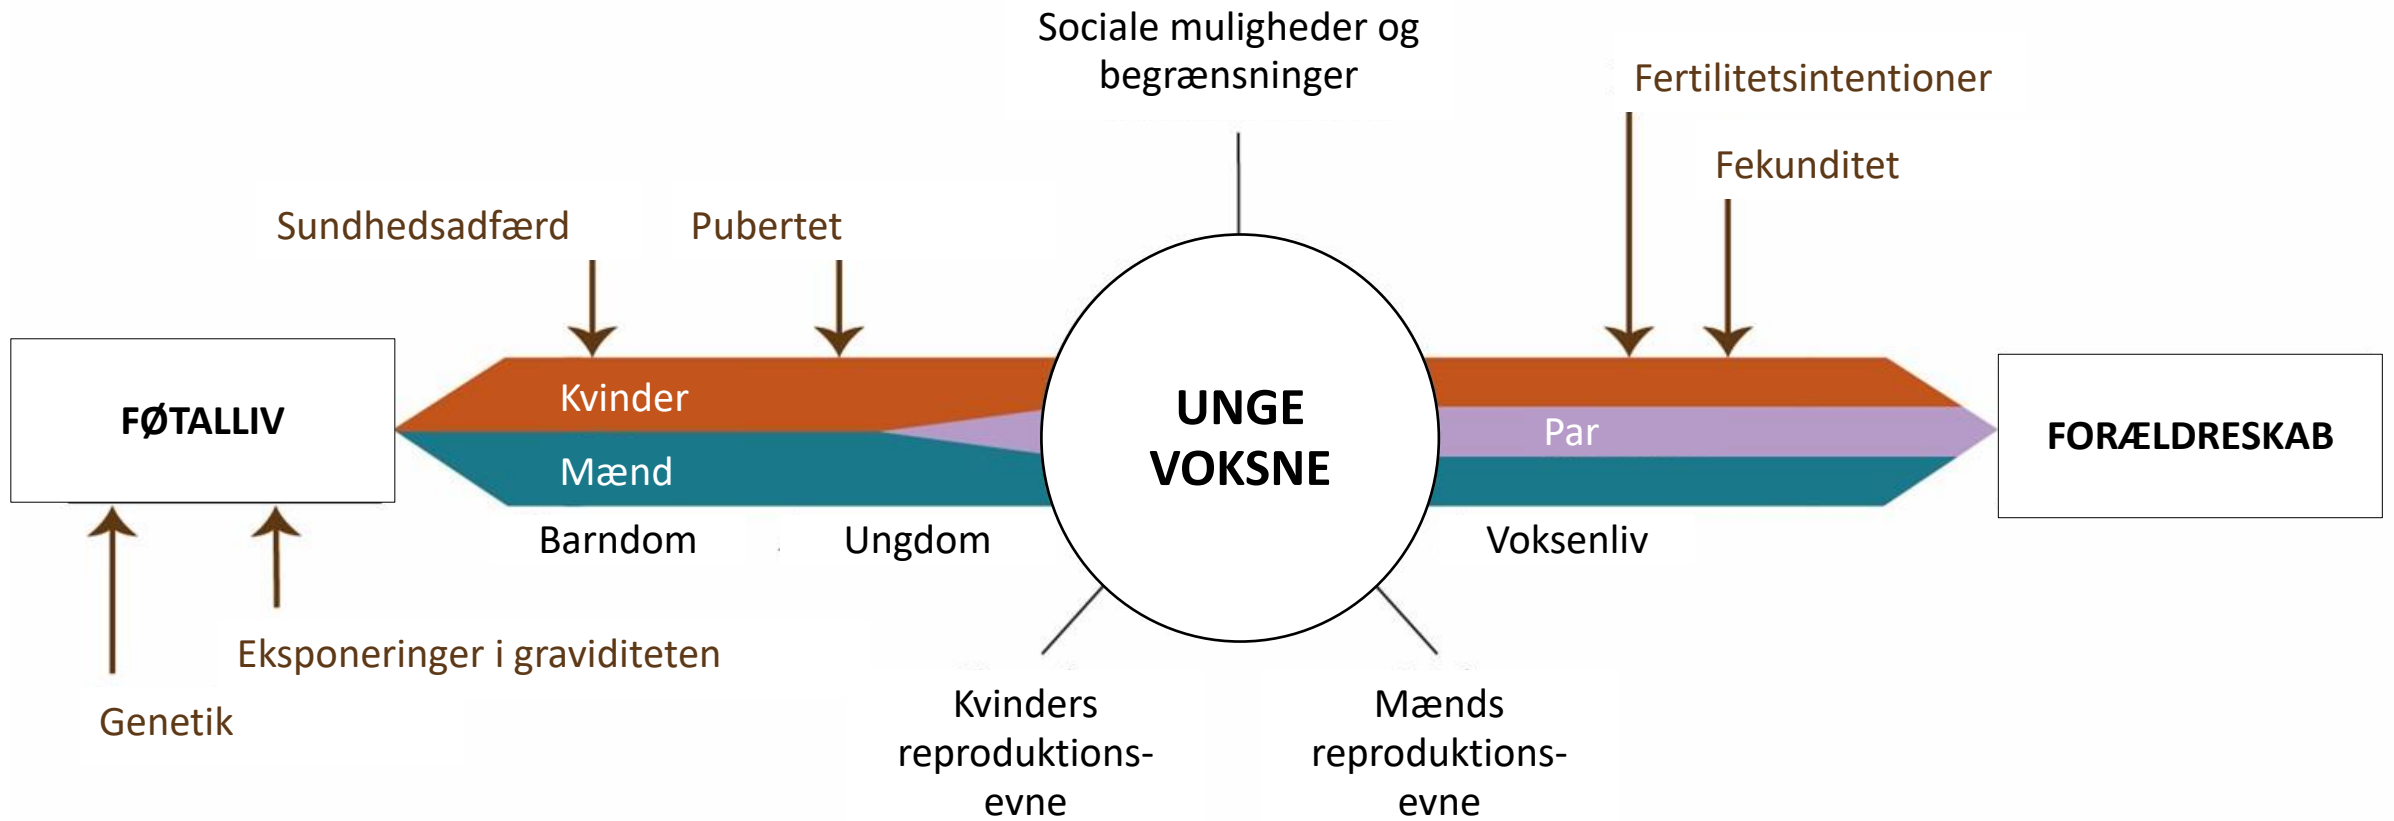 Sociale muligheder og
begrænsninger
Fertilitetsintentioner
Fekunditet
Sundhedsadfærd
Pubertet
FØTALLIV
Kvinder
Mænd
UNGE
VOKSNE
Par
FORÆLDRESKAB
Barndom
Ungdom
Voksenliv
Eksponeringer i graviditeten
Genetik
Kvinders
reproduktions-
evne
Mænds
reproduktions-
evne